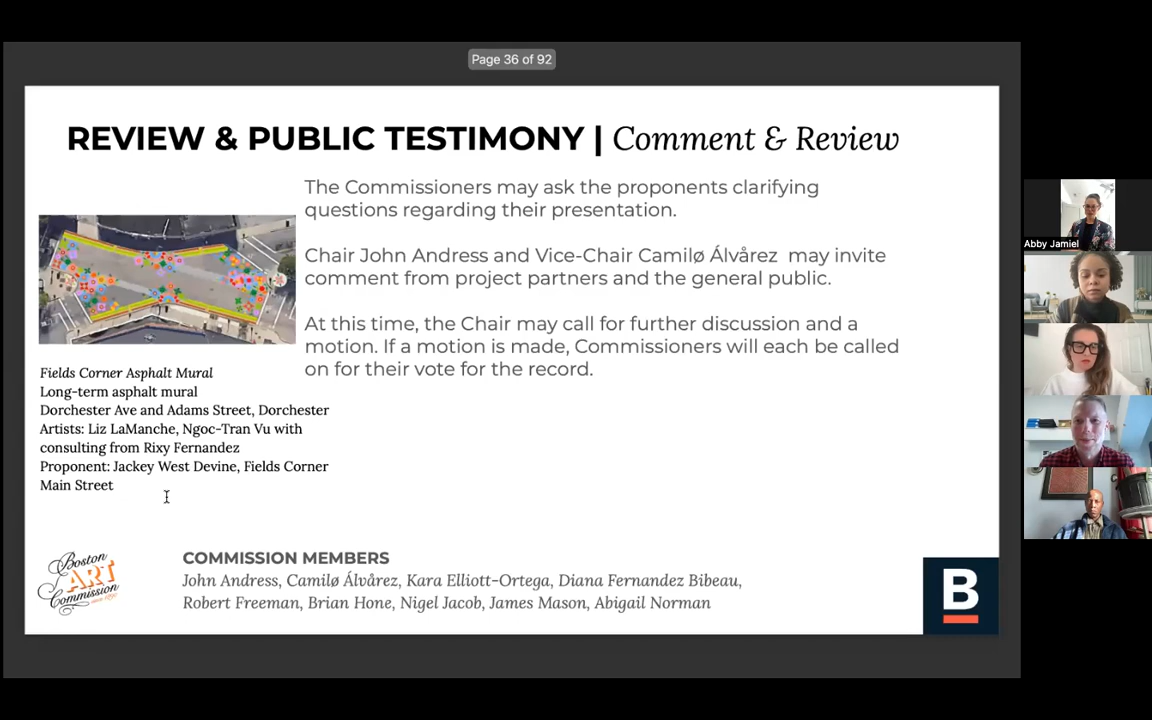 Page 36 of 92
REVIEW & PUBLIC TESTIMONY | Comment & Review
The Commissioners may ask the proponents clarifying
questions regarding their presentation.
Chair John Andress and Vice-Chair Camilø Álvårez may invite
comment from project partners and the general public.
At this time, the Chair may call for further discussion and a
motion. If a motion is made, Commissioners will each be called
on for their vote for the record.
Fields Corner Asphalt Mural
Long-term asphalt mural
Dorchester Ave and Adams Street, Dorchester
Artists: Liz LaManche, Ngoc-Tran Vu with
consulting from Rixy Fernandez
Proponent: Jackey West Devine, Fields Corner
Main Street
Boston
ART
Commission
since 1890
COMMISSION MEMBERS
John Andress, Camilø Álvårez, Kara Elliott-Ortega, Diana Fernandez Bibeau,
Robert Freeman, Brian Hone, Nigel Jacob, James Mason, Abigail Norman
B
Abby Jamiel